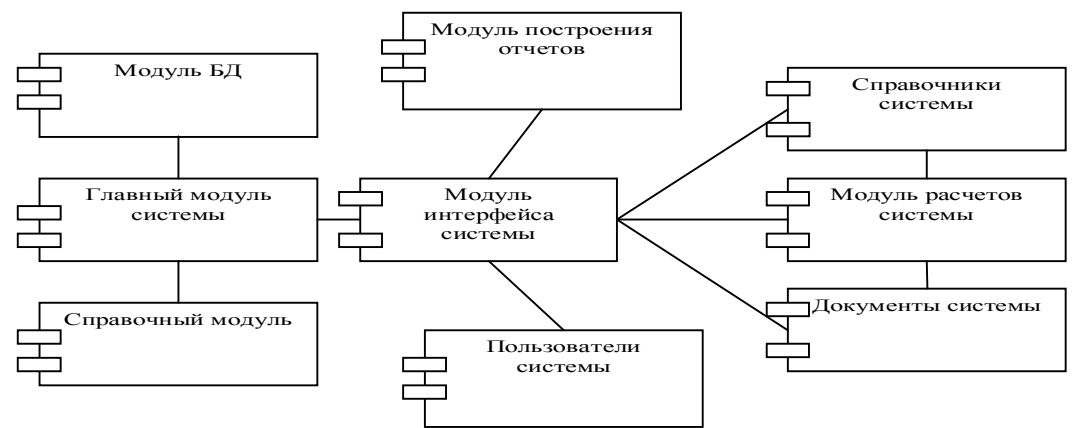 Модуль построения
отчетов
Модуль БД
Справочники
системы
Главный модуль
системы
Модуль
интерфейса
системы
Модуль расчетов
системы
Справочный модуль
Документы системы
Пользователи
системы